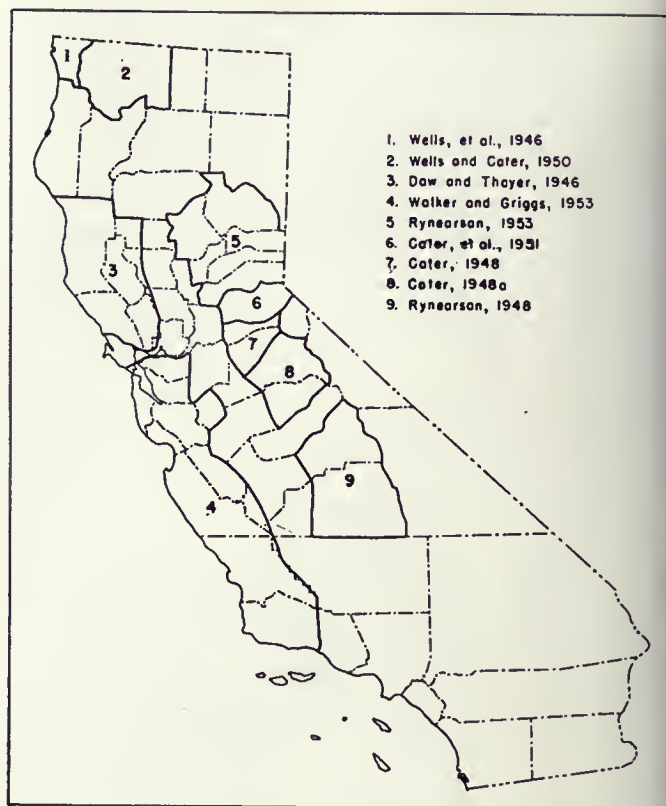 1
2
1. Wells, et al., 1946
2. Wells and Cater, 1950
3. Dow and Thayer, 1946
4. Walker and Griggs, 1953
5 Rynearson, 1953
6. Cater, et al., 1951
7. Cater, 1948
8. Cater, 1948a
9. Rynearson, 1948
5
3
6
7
8
9
4